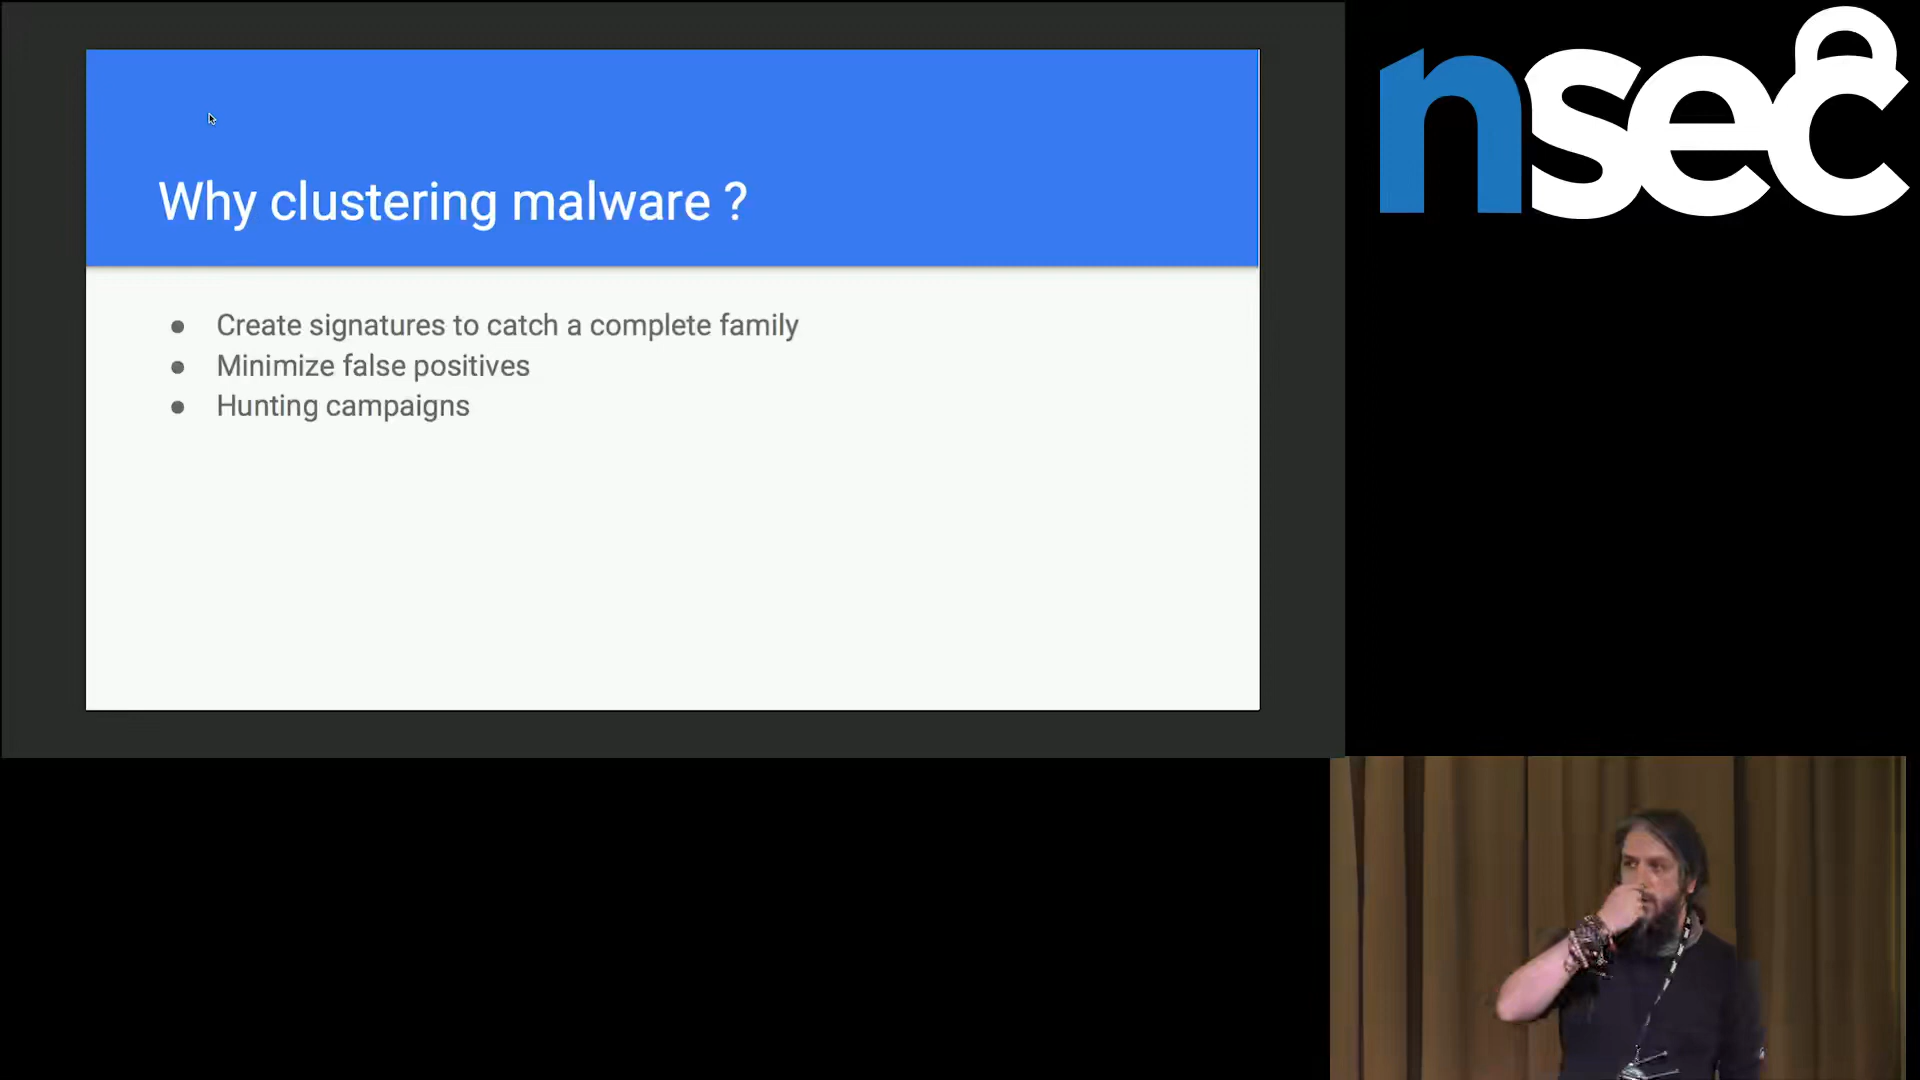 Why clustering malware ?
● Create signatures to catch a complete family
● Minimize false positives
● Hunting campaigns
nsec